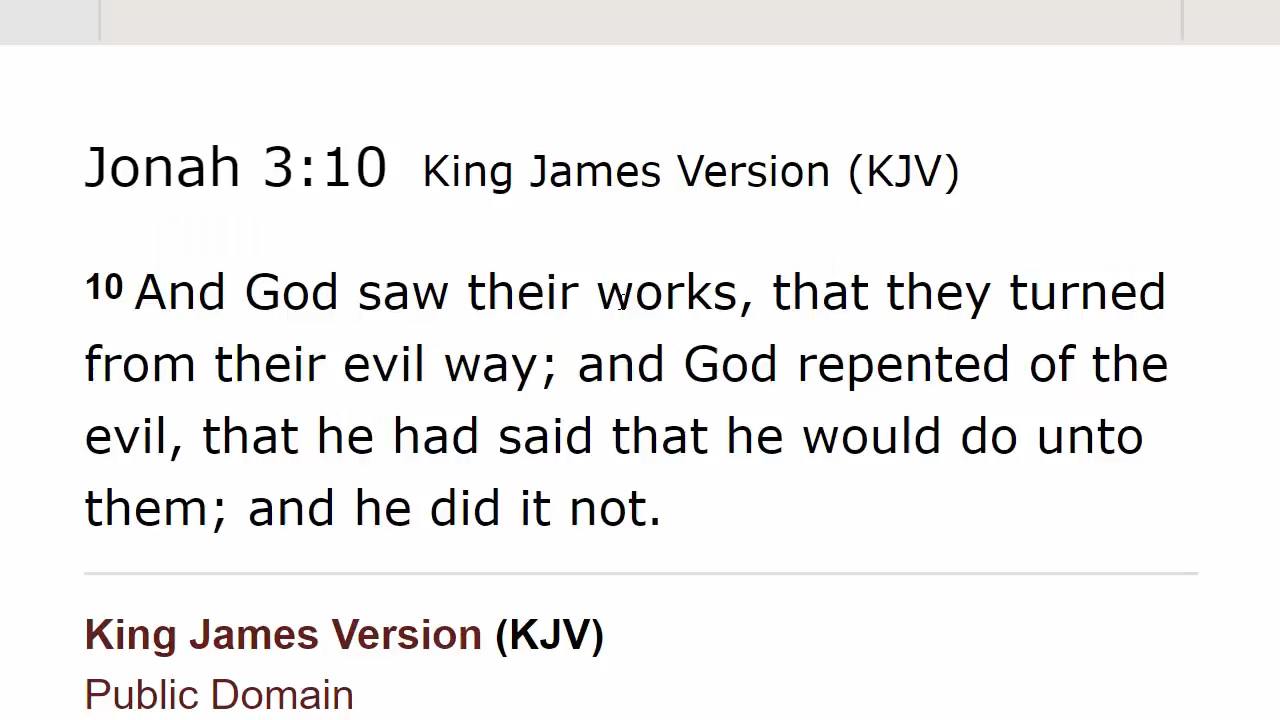 Jonah 3:10 King James Version (KJV)
10 And God saw their works, that they turned
from their evil way; and God repented of the
evil, that he had said that he would do unto
them; and he did it not.
King James Version (KJV)
Public Domain